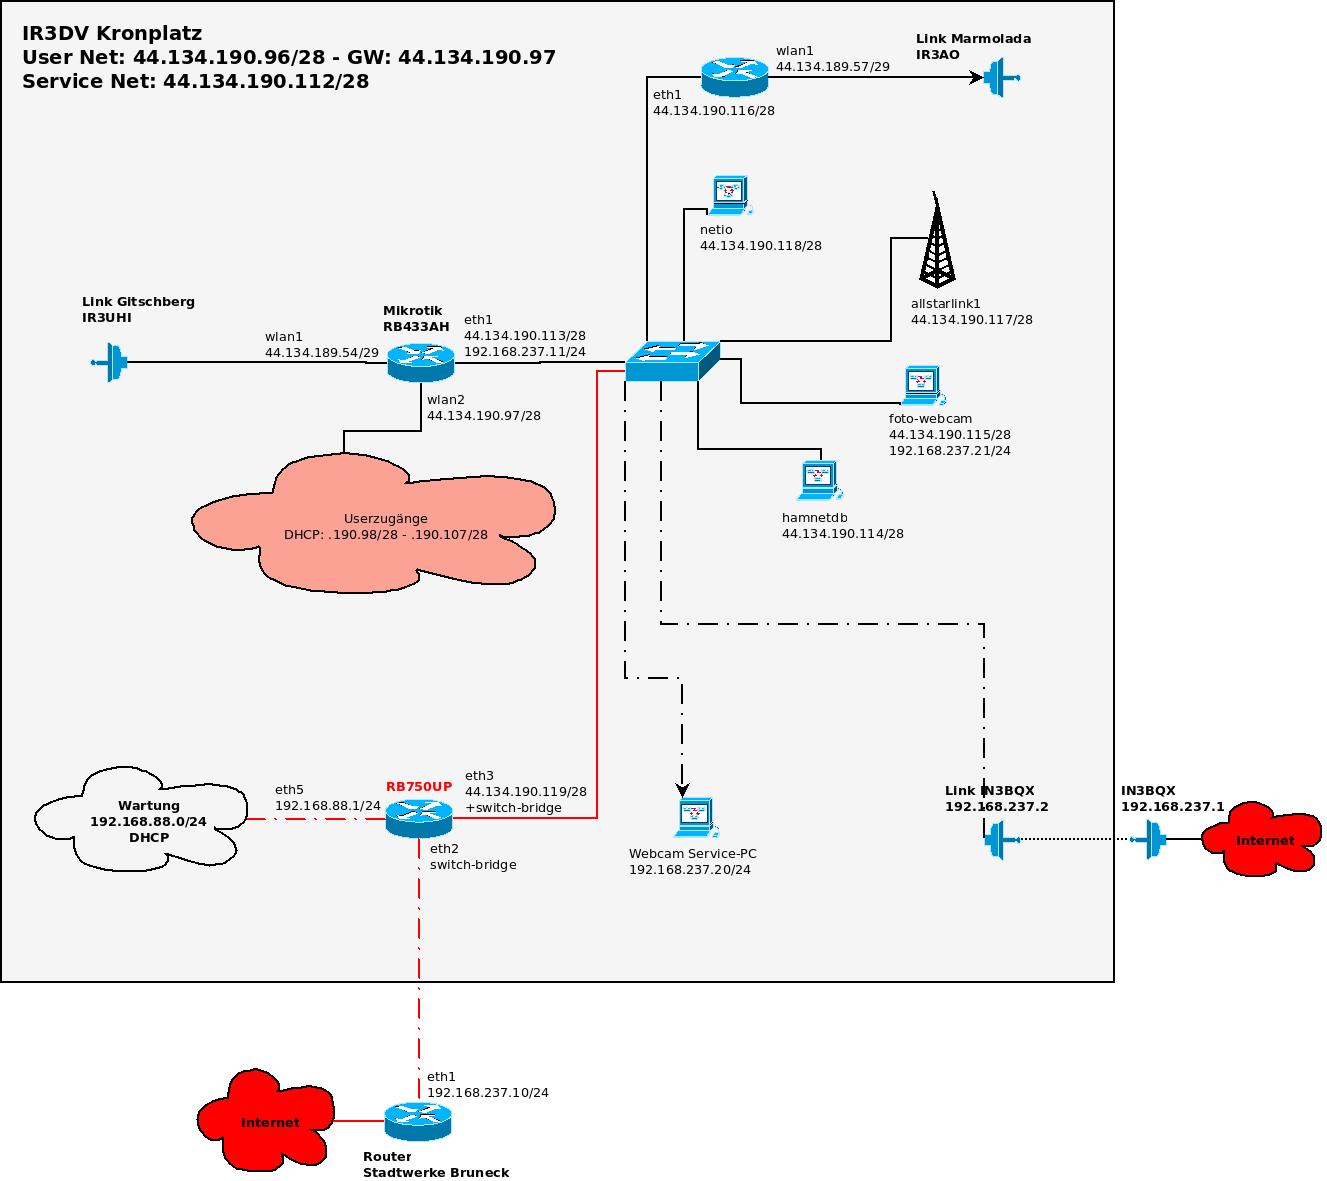 IR3DV Kronplatz
User Net: 44.134.190.96/28 - GW: 44.134.190.97
Service Net: 44.134.190.112/28
Link Marmolada
IR3AO
wlan1
44.134.189.57/29
eth1
44.134.190.116/28
netio
44.134.190.118/28
allstarlink1
44.134.190.117/28
Link Gitschberg
IR3UHI
wlan1
44.134.189.54/29
Mikrotik
RB433AH
eth1
44.134.190.113/28
192.168.237.11/24
wlan2
44.134.190.97/28
foto-webcam
44.134.190.115/28
192.168.237.21/24
hamnetdb
44.134.190.114/28
Userzugänge
DHCP: .190.98/28 - .190.107/28
Wartung
192.168.88.0/24
DHCP
eth5
192.168.88.1/24
RB750UP
eth3
44.134.190.119/28
+switch-bridge
eth2
switch-bridge
Webcam Service-PC
192.168.237.20/24
Link IN3BQX
192.168.237.2
IN3BQX
192.168.237.1
Internet
eth1
192.168.237.10/24
Internet
Router
Stadtwerke Bruneck